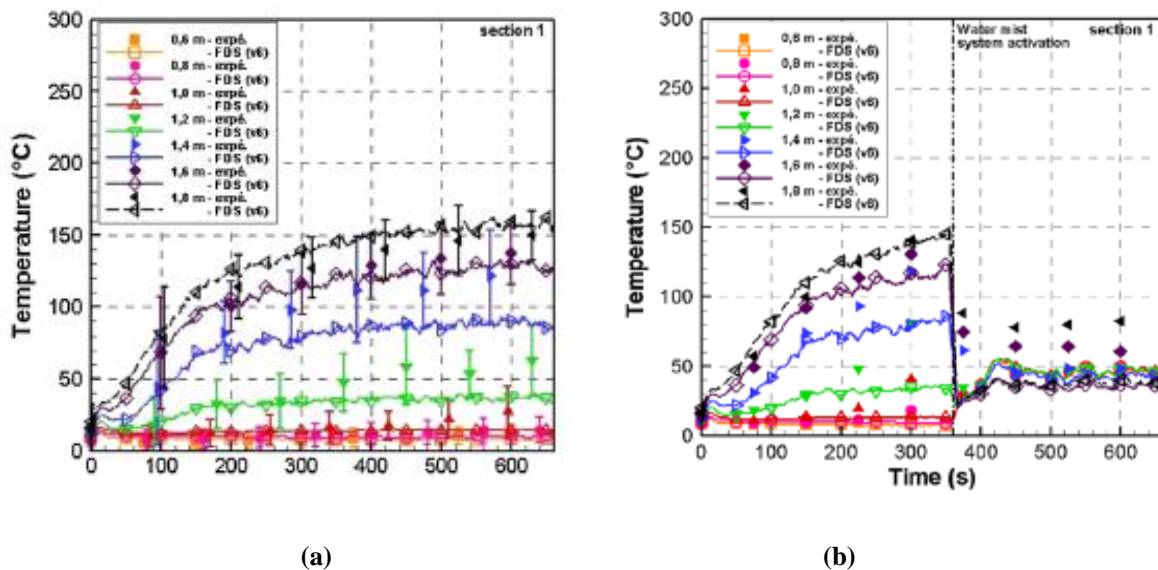 300
250
200
150
100
50
0
Temperature (°C)
0,6 m - expé.
- FDS (v6)
0,8 m - expé.
- FDS (v6)
1,0 m - expé.
- FDS (v6)
1,2 m - expé.
- FDS (v6)
1,4 m - expé.
- FDS (v6)
1,6 m - expé.
- FDS (v6)
1,8 m - expé.
- FDS (v6)
section 1
0 100 200 300 400 500 600
(a)
300
250
200
150
100
50
0
Temperature (°C)
0,6 m - expé.
- FDS (v6)
0,8 m - expé.
- FDS (v6)
1,0 m - expé.
- FDS (v6)
1,2 m - expé.
- FDS (v6)
1,4 m - expé.
- FDS (v6)
1,6 m - expé.
- FDS (v6)
1,8 m - expé.
- FDS (v6)
Water mist
system activation
section 1
0 100 200 300 400 500 600
Time (s)
(b)